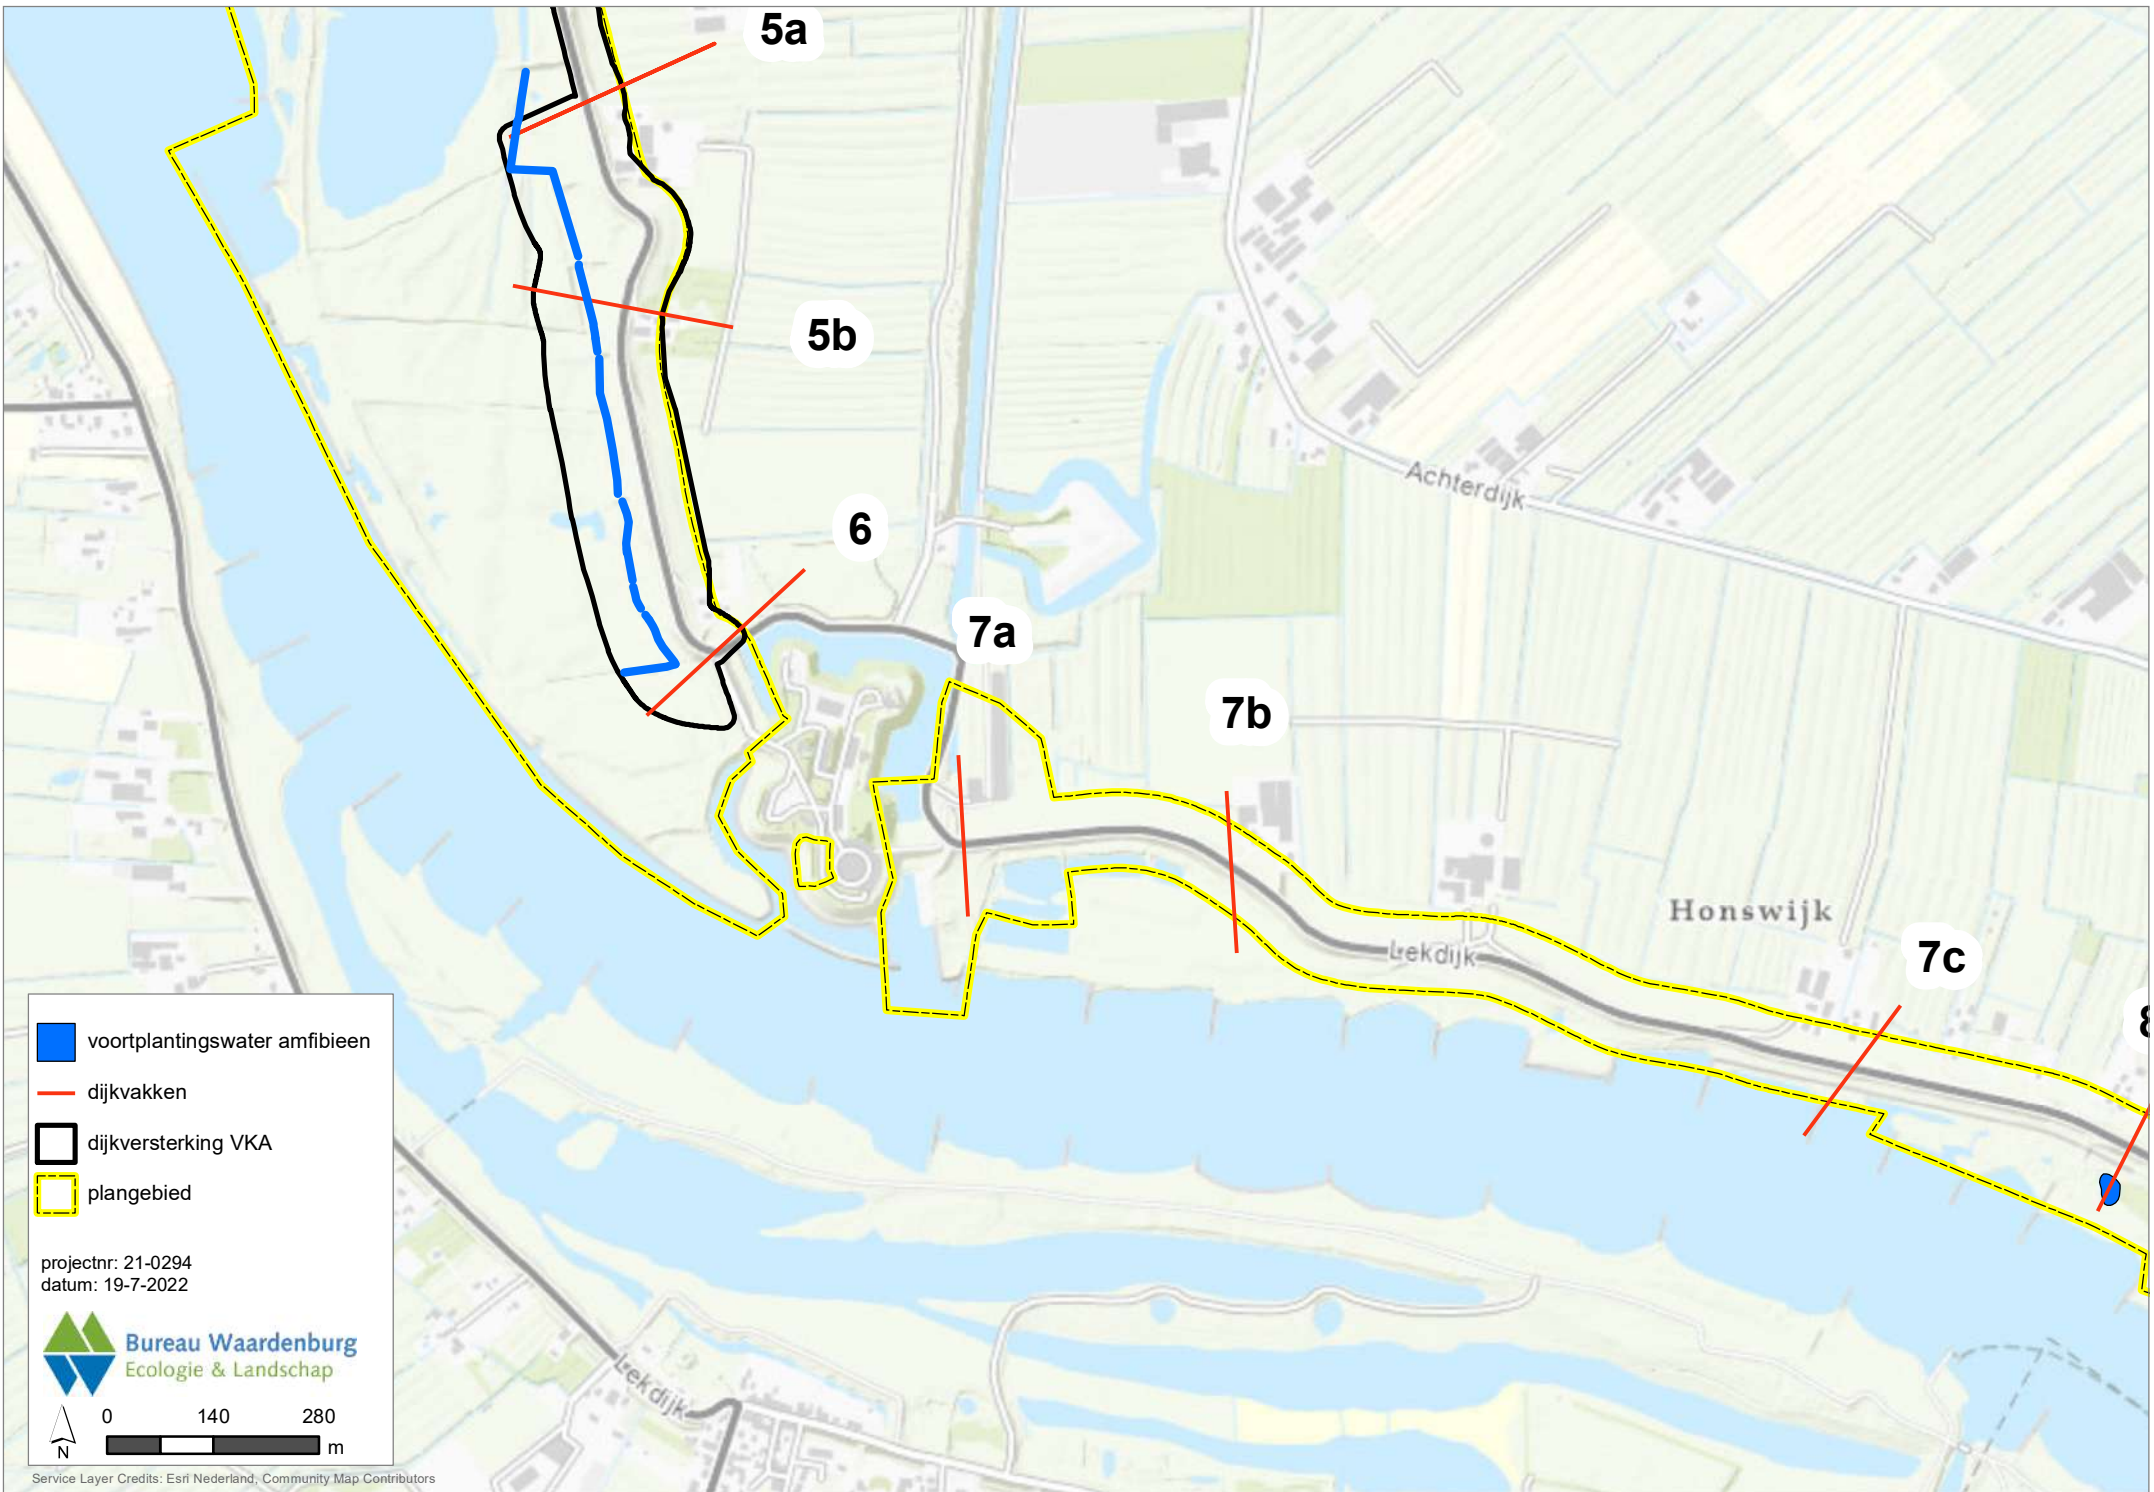 5a
5b
6
Achterdijk
7a
7b
Honswijk
7c
Lekdijk
8
voortplantingswater amfibieen
dijkvakken
dijkversterking VKA
plangebied
projectnr: 21-0294
datum: 19-7-2022
Bureau Waardenburg
Ecologie & Landschap
0 140 280
m
N
Lekdijk
Service Layer Credits: Esri Nederland, Community Map Contributors